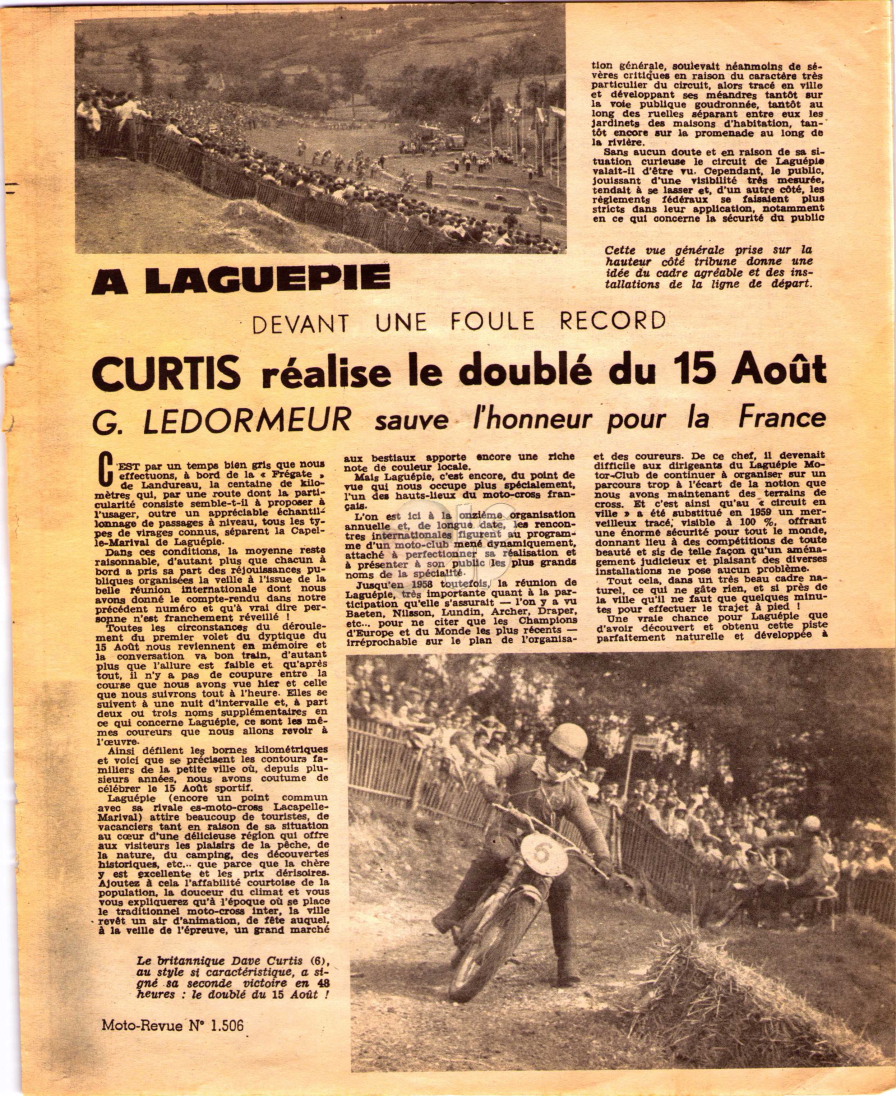 tion générale, soulevait néanmoins de sé-
vères critiques en raison du caractère très
particulier du circuit, alors tracé en ville
et développant ses méandres tantôt sur
la voie publique goudronnée, tantôt au
long des ruelles séparant entre eux les
jardinets des maisons d'habitation, tan-
tôt encore sur la promenade au long de
la rivière.
Sans aucun doute et en raison de sa si-
tuation curieuse le circuit de Laguépie
valait-il d'être vu. Cependant, le public,
jouissant d'une visibilité très mesurée,
tendait à se lasser et, d'un autre côté, les
règlements fédéraux se faisaient plus
stricts dans leur application, notamment
en ce qui concerne la sécurité du public
Cette vue générale prise sur la
hauteur côté tribune donne une
idée du cadre agréable et des ins-
tallations de la ligne de départ.
A LAGUEPIE
DEVANT UNE FOULE RECORD
CURTIS réalise le doublé du 15 Août
G. LEDORMEUR sauve l'honneur pour la France
C'EST par un temps bien gris que nous
effectuons, à bord de la « Frégate »
de Landureau, la centaine de kilo-
mètres qui, par une route dont la parti-
cularité consiste semble-t-il à proposer à
l'usager, outre un appréciable échantil-
lonnage de passages à niveau, tous les ty-
pes de virages connus, séparent la Capel-
le-Marival de Laguépie.
Dans ces conditions, la moyenne reste
raisonnable, d'autant plus que chacun à
bord a pris sa part des réjouissances pu-
bliques organisées la veille à l'issue de la
belle réunion internationale dont nous
avons donné le compte-rendu dans notre
précédent numéro et qu'à vrai dire per-
sonne n'est franchement réveillé !
Toutes les circonstances du déroule-
ment du premier volet du dyptique du
15 Août nous reviennent en mémoire et
la conversation va bon train, d'autant
plus que l'allure est faible et qu'après
tout, il n'y a pas de coupure entre la
course que nous avons vue hier et celle
que nous suivrons tout à l'heure. Elles se
suivent à une nuit d'intervalle et, à part
deux ou trois noms supplémentaires en
ce qui concerne Laguépie, ce sont les mê-
mes coureurs que nous allons revoir à
l'œuvre.
Ainsi défilent les bornes kilométriques
et voici que se précisent les contours fa-
miliers de la petite ville où, depuis plu-
sieurs années, nous avons coutume de
célébrer le 15 Août sportif.
Laguépie (encore un point commun
avec sa rivale es-moto-cross Lacapelle-
Marival) attire beaucoup de touristes, de
vacanciers tant en raison de sa situation
au cœur d'une délicieuse région qui offre
aux visiteurs les plaisirs de la pêche, de
la nature, du camping, des découvertes
historiques, etc... que parce que la chère
y est excellente et les prix dérisoires.
Ajoutez à cela l'affabilité courtoise de la
population, la douceur du climat et vous
vous expliquerez qu'à l'époque où se place
le traditionnel moto-cross inter, la ville
revêt un air d'animation, de fête auquel,
à la veille de l'épreuve, un grand marché
aux bestiaux apporte encore une riche
note de couleur locale.
Mais Laguépie, c'est encore, du point de
vue qui nous occupe plus spécialement,
l'un des hauts-lieux du moto-cross fran-
çais.
L'on est ici à la onzième organisation
annuelle et, de longue date, les rencon-
tres internationales figurent au program-
me d'un moto-club mené dynamiquement,
attaché à perfectionner sa réalisation et
à présenter à son public les plus grands
noms de la spécialité.
Jusqu'en 1958 toutefois, la réunion de
Laguépie, très importante quant à la par-
ticipation qu'elle s'assurait — l'on y a vu
Baeten, Nilsson, Lundin, Archer, Draper,
etc... pour ne citer que les Champions
d'Europe et du Monde les plus récents —
irréprochable sur le plan de l'organisa-
et des coureurs. De ce chef, il devenait
difficile aux dirigeants du Laguépie Mo-
tor-Club de continuer à organiser sur un
parcours trop à l'écart de la notion que
nous avons maintenant des terrains de
cross. Et c'est ainsi qu'au « circuit en
ville » a été substitué en 1959 un mer-
veilleux tracé, visible à 100 %, offrant
une énorme sécurité pour tout le monde,
donnant lieu à des compétitions de toute
beauté et sis de telle façon qu'un aména-
gement judicieux et plaisant des diverses
installations ne pose aucun problème.
Tout cela, dans un très beau cadre na-
turel, ce qui ne gâte rien, et si près de
la ville qu'il ne faut que quelques minu-
tes pour effectuer le trajet à pied !
Une vraie chance pour Laguépie que
d'avoir découvert et obtenu cette piste
parfaitement naturelle et développée à
6
Le britannique Dave Curtis (6),
au style si caractéristique, a si-
gné sa seconde victoire en 48
heures : le doublé du 15 Août !
Moto-Revue N° 1.506